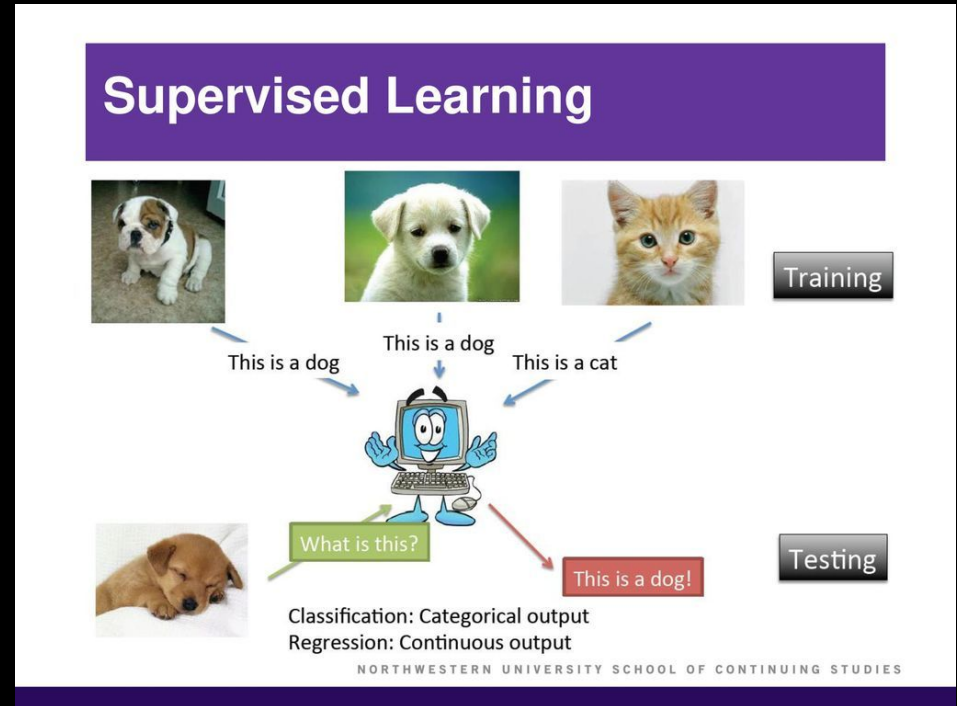 Supervised Learning
Training
This is a dog
This is a dog
This is a cat
What is this?
This is a dog!
Testing
Classification: Categorical output
Regression: Continuous output
NORTHWESTERN UNIVERSITY SCHOOL OF CONTINUING STUDIES